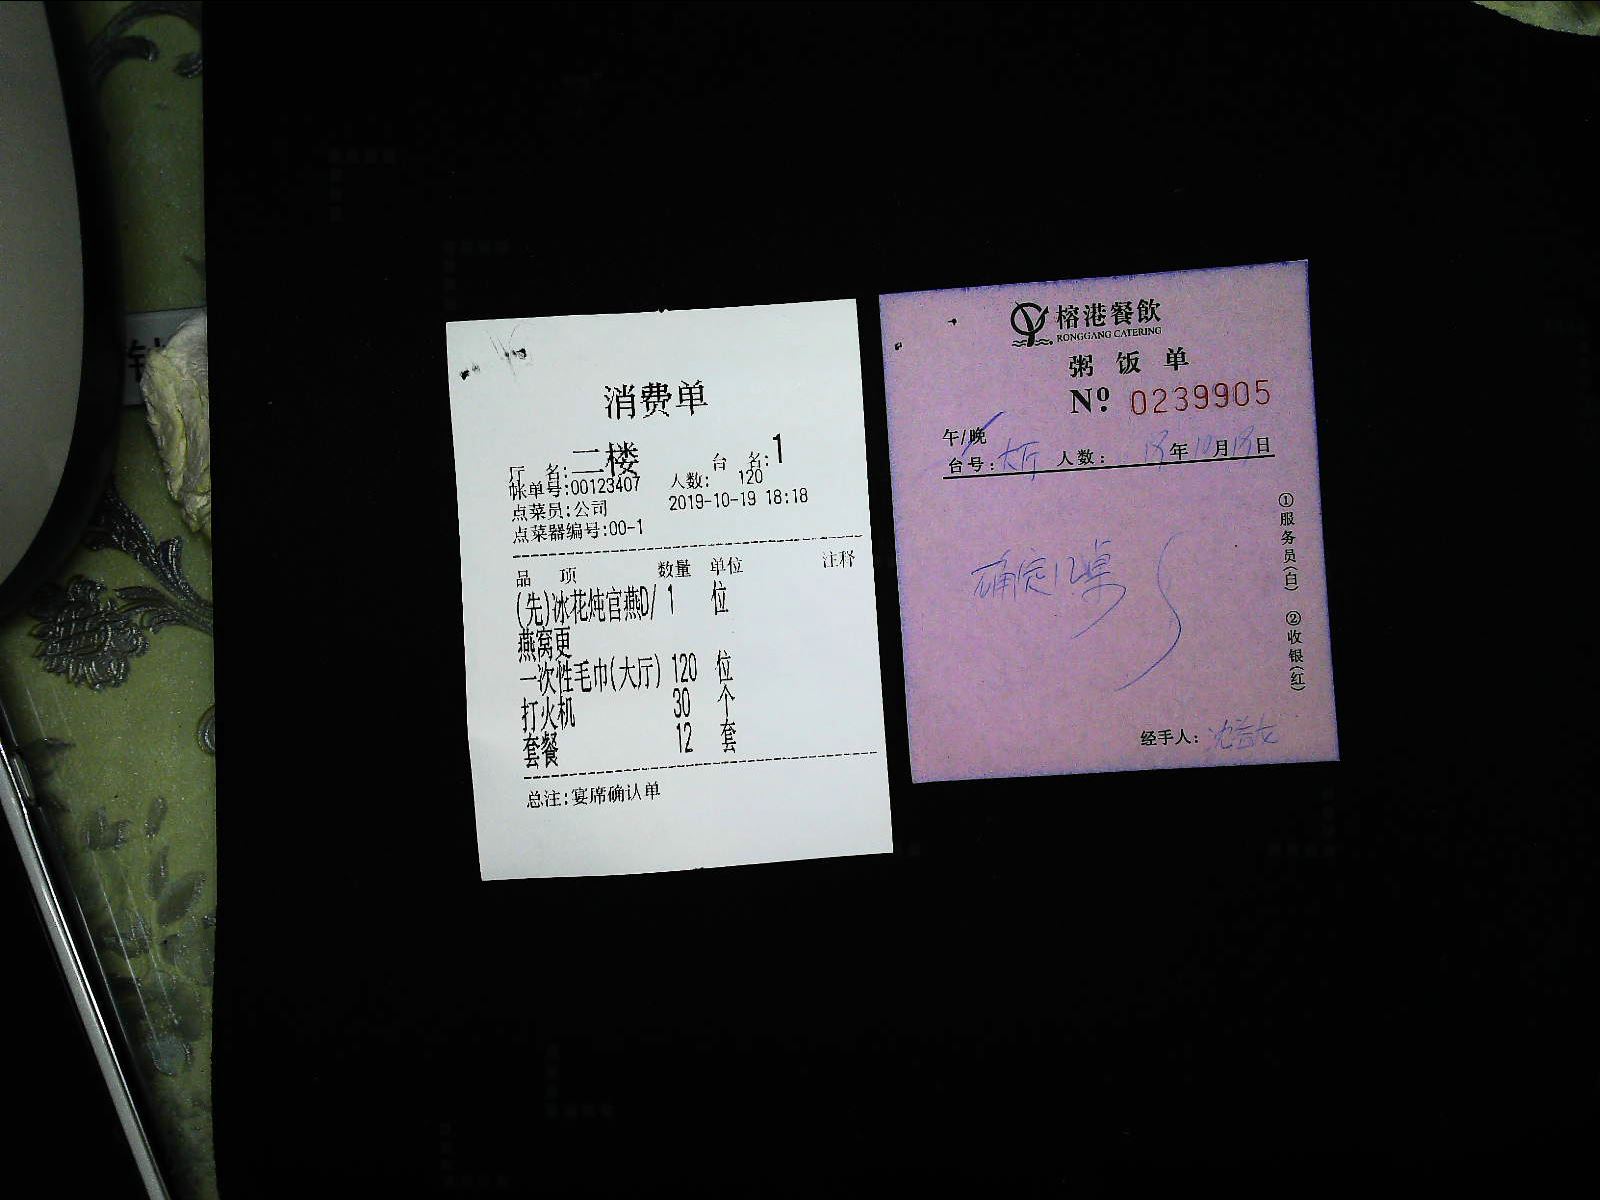 消费单
厅 名:二楼 台 名:1
帐单号:00123407 人数: 120
点菜员:公司 2019-10-19 18:18
点菜器编号:00-1
品 项 数量 单位 注释
(先)冰花炖官燕D/ 1 位
燕窝更
一次性毛巾(大厅) 120 位
打火机 30 个
套餐 12 套
总注:宴席确认单
榕港餐飲
RONGGANG CATERING
粥饭单
Nº. 0239905
午/晚
台号:大厅 人数: 19年10月19日
确定12桌
①服务员(白) ②收银(红)
经手人: